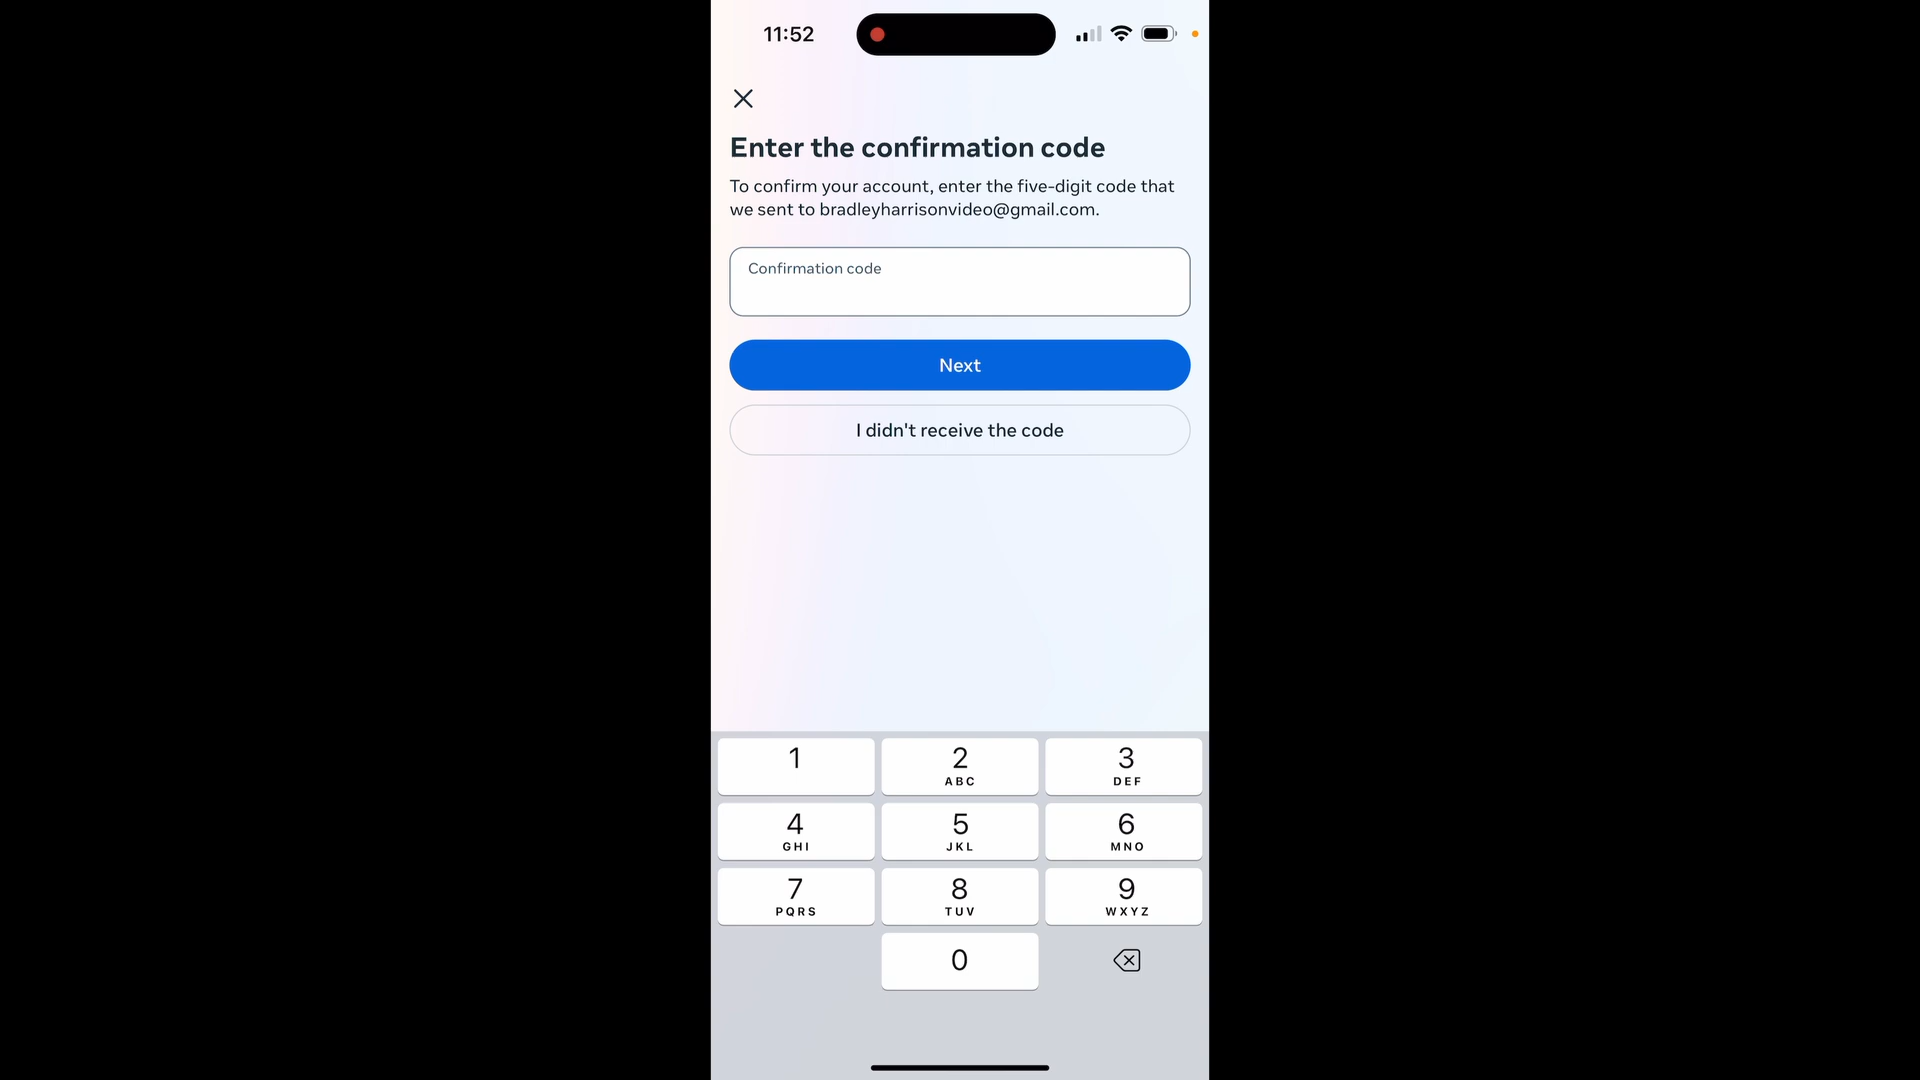 11:52
Enter the confirmation code
To confirm your account, enter the five-digit code that
we sent to bradleyharrisonvideo@gmail.com.
Confirmation code
Next
I didn't receive the code
1
2
ABC
3
DEF
4
GHI
5
JKL
6
MNO
7
PQRS
8
TUV
9
WXYZ
0